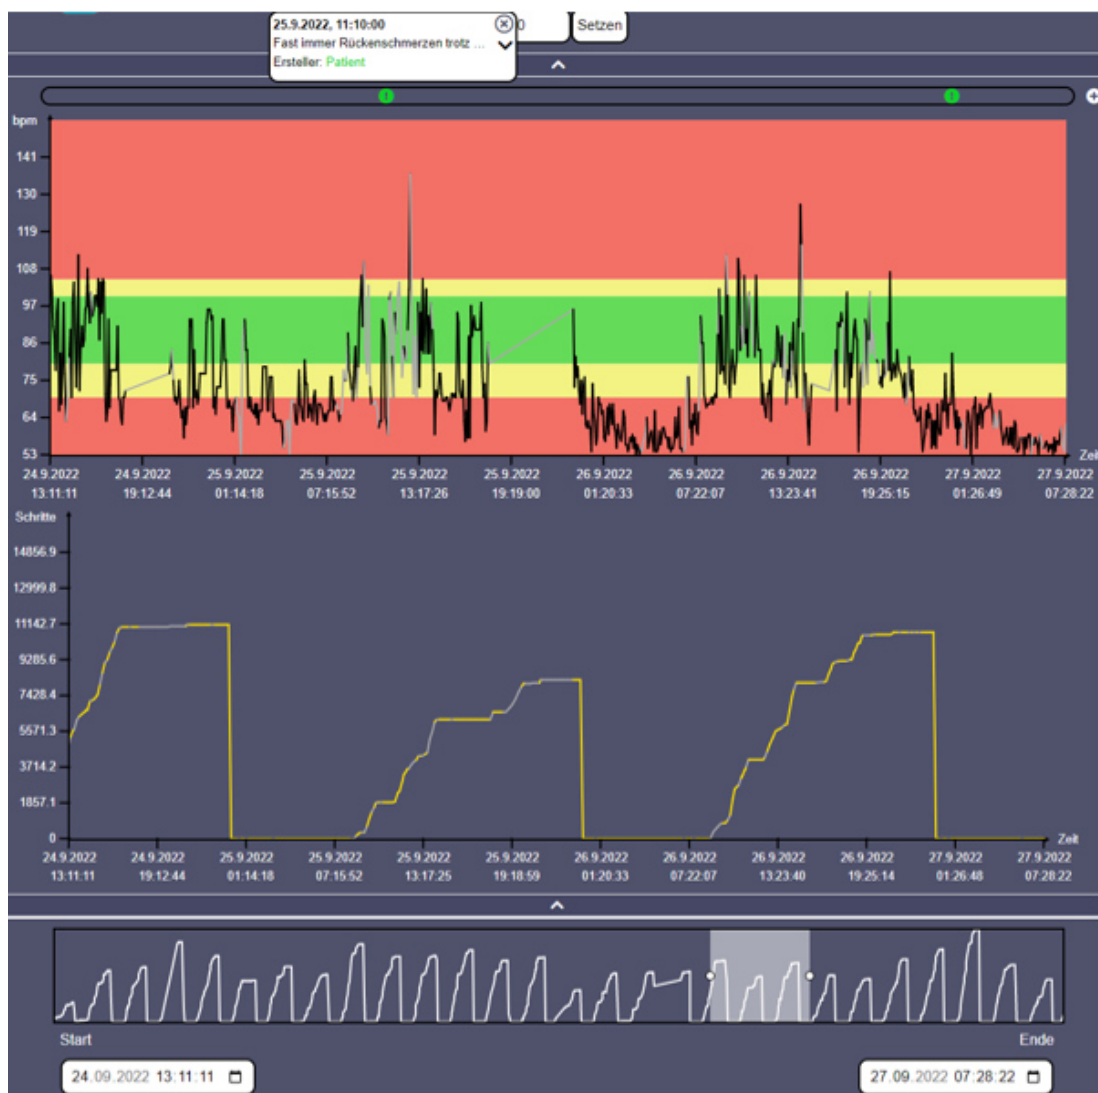 25.9.2022, 11:10:00
0
Setzen
Fast immer Rückenschmerzen trotz ...
Ersteller: Patient
bpm
141
130
119
108
97
86
75
64
53
Zeit
24.9.2022 24.9.2022 25.9.2022 25.9.2022 25.9.2022 25.9.2022 26.9.2022 26.9.2022 26.9.2022 26.9.2022 27.9.2022 27.9.2022
13:11:11 19:12:44 01:14:18 07:15:52 13:17:26 19:19:00 01:20:33 07:22:07 13:23:41 19:25:15 01:26:49 07:28:22
Schritte
14856.9
12999.8
11142.7
9285.6
7428.4
5571.3
3714.2
1857.1
0
Zeit
24.9.2022 24.9.2022 25.9.2022 25.9.2022 25.9.2022 25.9.2022 26.9.2022 26.9.2022 26.9.2022 26.9.2022 27.9.2022 27.9.2022
13:11:11 19:12:44 01:14:18 07:15:52 13:17:25 19:18:59 01:20:33 07:22:07 13:23:40 19:25:14 01:26:48 07:28:22
Start
Ende
24.09.2022 13:11:11
27.09.2022 07:28:22